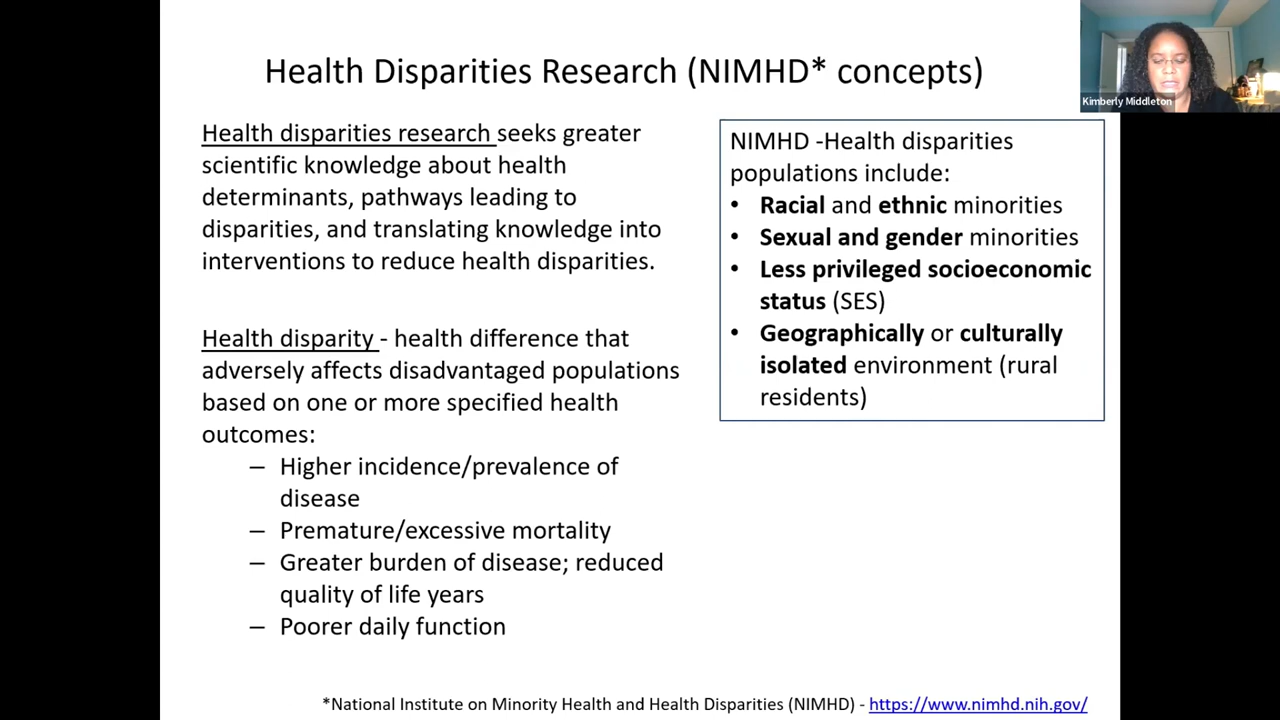 Health Disparities Research (NIMHD* concepts)
Kimberly Middleton
Health disparities research seeks greater
scientific knowledge about health
determinants, pathways leading to
disparities, and translating knowledge into
interventions to reduce health disparities.
Health disparity - health difference that
adversely affects disadvantaged populations
based on one or more specified health
outcomes:
– Higher incidence/prevalence of
disease
– Premature/excessive mortality
– Greater burden of disease; reduced
quality of life years
– Poorer daily function
NIMHD -Health disparities
populations include:
• Racial and ethnic minorities
• Sexual and gender minorities
• Less privileged socioeconomic
status (SES)
• Geographically or culturally
isolated environment (rural
residents)
*National Institute on Minority Health and Health Disparities (NIMHD) - https://www.nimhd.nih.gov/